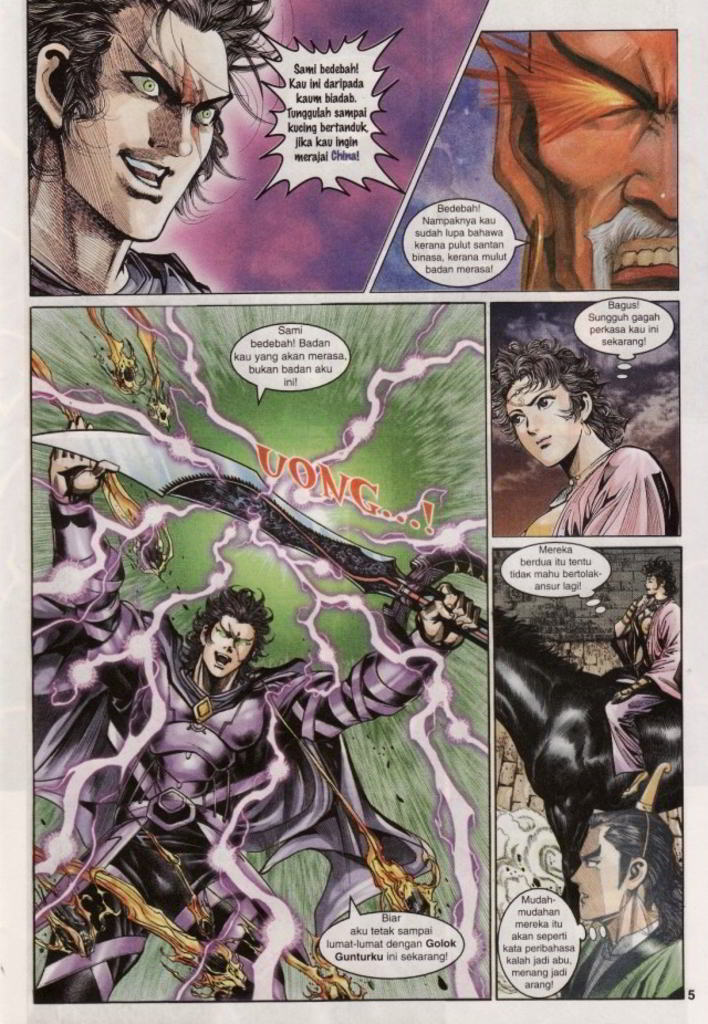 Sami bedebah!
Kau ini daripada
kaum biadab.
Tunggulah sampai
kucing bertanduk,
jika kau ingin
merajai China!
Bedebah!
Nampaknya kau
sudah lupa bahawa
kerana pulut santan
binasa, kerana mulut
badan merasa!
Sami
bedebah! Badan
kau yang akan merasa,
bukan badan aku
ini!
UONG...!
Biar
aku tetak sampai
lumat-lumat dengan Golok
Gunturku ini sekarang!
Bagus!
Sungguh gagah
perkasa kau ini
sekarang!
Mereka
berdua itu tentu
tidak mahu bertolak-
ansur lagi!
Mudah-
mudahan
mereka itu
akan seperti
kata peribahasa
kalah jadi abu,
menang jadi
arang!
5